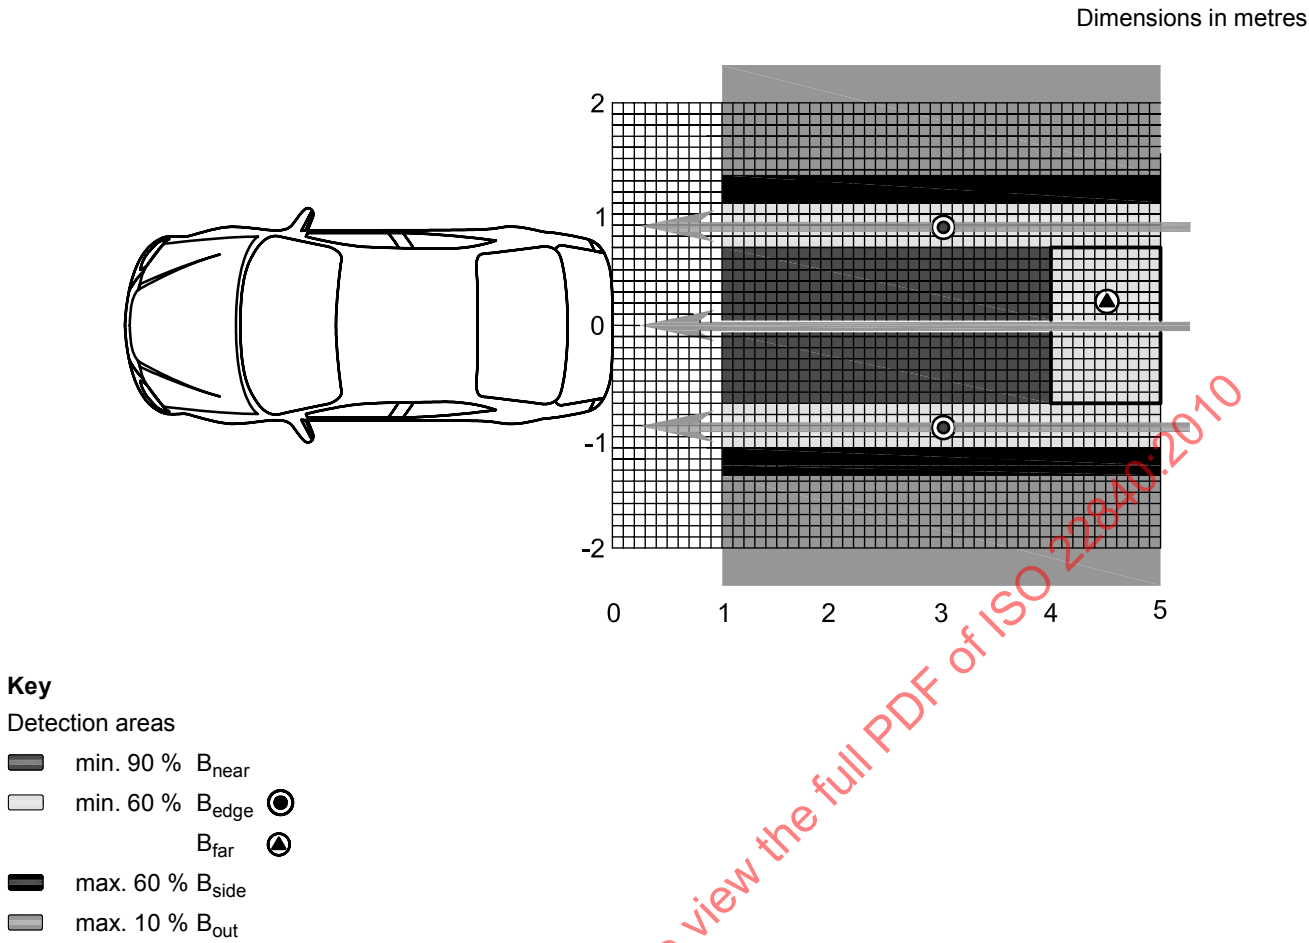 Dimensions in metres
2
1
0
-1
-2
0 1 2 3 4 5
Key
Detection areas
min. 90 % Bnear
min. 60 % Bedge
Bfar
max. 60 % Bside
max. 10 % Bout
view the full PDF of ISO 22840:2010